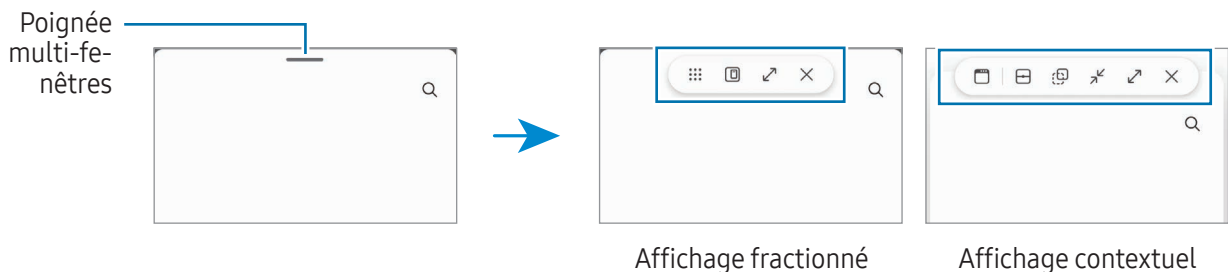 Poignée
multi-fe-
nêtres
Affichage fractionné
Affichage contextuel